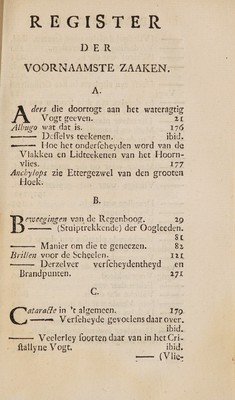 REGISTER
DER
VOORNAAMSTE ZAAKEN.
A.
Aders die doortogt aan het wateragtig
Vogt geeven. 21
Albugo wat dat is. 176
—— Desselvs teekenen. ibid.
—— Hoe het onderscheyden word van de
Vlakken en Lidteekenen van het Hoorn-
vlies. 177
Anchylops zie Ettergezwel van den grooten
Hoek.
B.
Beweegingen van de Regenboog. 29
—— (Stuiptrekkende) der Oogleeden.
81
—— Manier om die te geneezen. 82
Brillen voor de Scheelen. 121
—— Derzelver verscheydentheyd en
Brandpunten. 271
C.
Cataracte in 't algemeen. 179
—— Verscheyde gevoelens daar over.
ibid.
—— Veelerley soorten daar van in het Cri-
stallyne Vogt. ibid.
—— (Vlie-